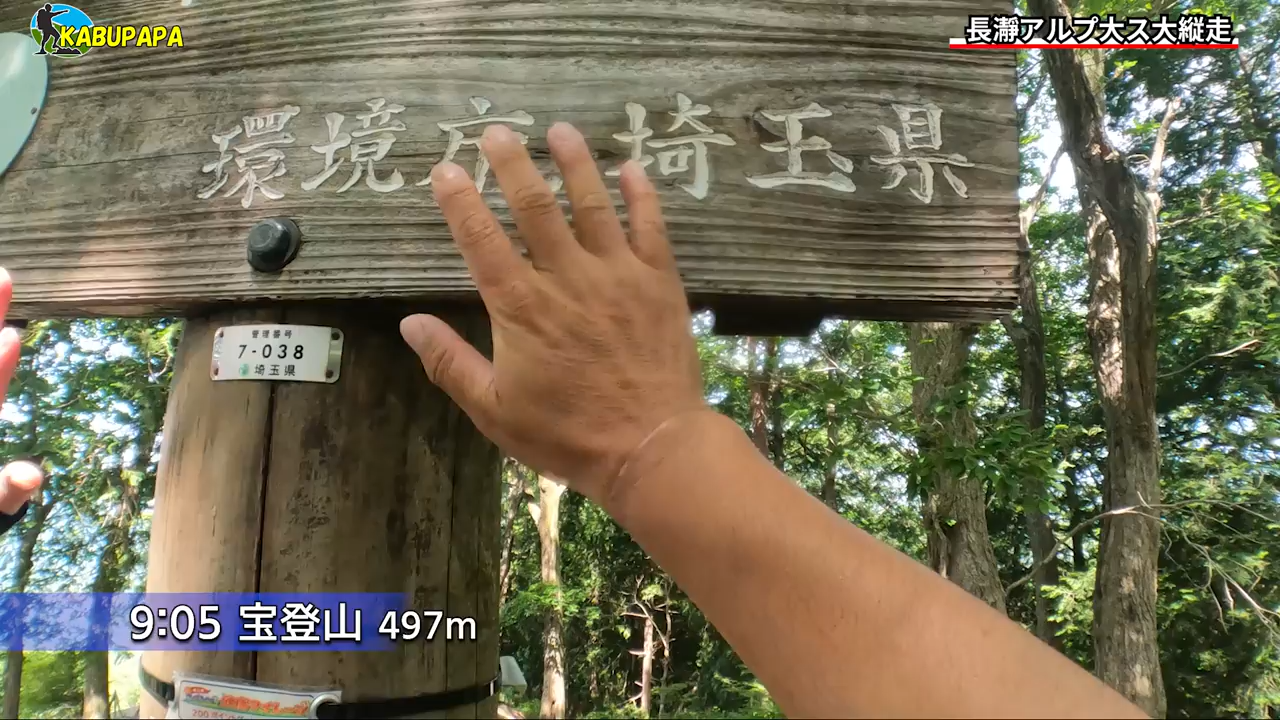 KABUPAPA
長瀞アルプ大ス大縦走
環境庁 埼玉県
管理番号
7-038
埼玉県
9:05 宝登山 497m